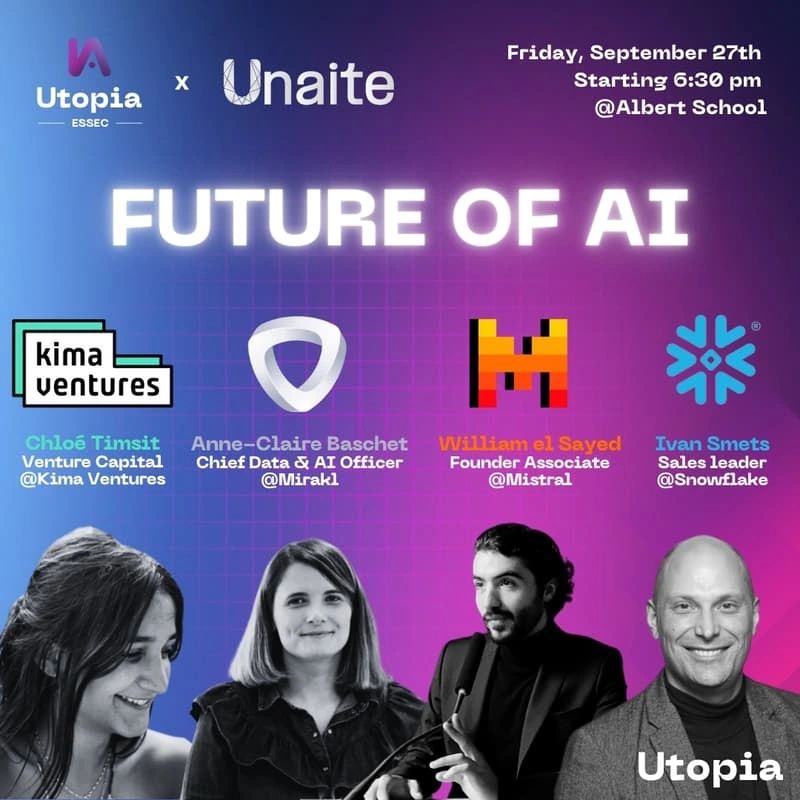 Utopia
ESSEC
x
Unaite
Friday, September 27th
Starting 6:30 pm
@Albert School
FUTURE OF AI
kima
ventures
®
Chloé Timsit
Venture Capital
@Kima Ventures
Anne-Claire Baschet
Chief Data & AI Officer
@Mirakl
William el Sayed
Founder Associate
@Mistral
Ivan Smets
Sales leader
@Snowflake
Utopia